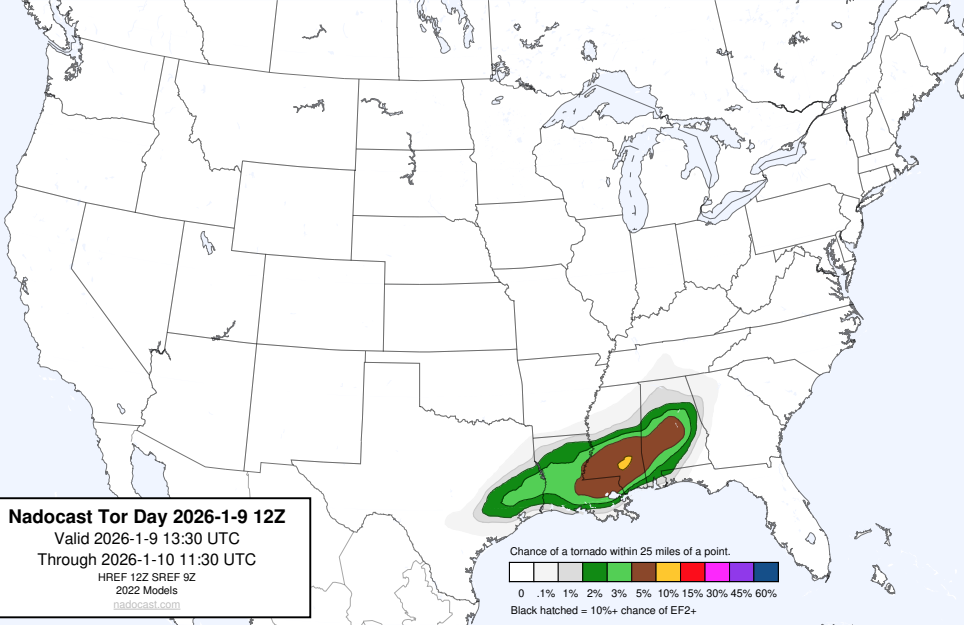 Nadocast Tor Day 2026-1-9 12Z
Valid 2026-1-9 13:30 UTC
Through 2026-1-10 11:30 UTC
HREF 12Z SREF 9Z
2022 Models
nadocast.com
Chance of a tornado within 25 miles of a point.
0 .1% 1% 2% 3% 5% 10% 15% 30% 45% 60%
Black hatched = 10%+ chance of EF2+